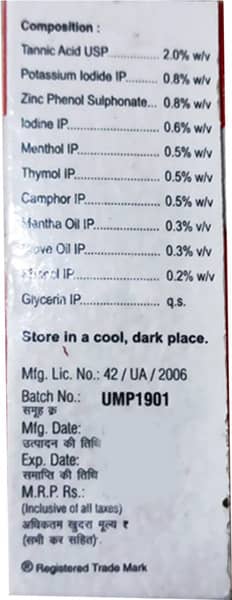 Composition :
Tannic Acid USP............ 2.0% w/v
Potassium Iodide IP........ 0.8% w/v
Zinc Phenol Sulphonate... 0.8% w/v
Iodine IP....................... 0.6% w/v
Menthol IP.................... 0.5% w/v
Thymol IP..................... 0.5% w/v
Camphor IP.................. 0.5% w/v
Mentha Oil IP................ 0.3% w/v
Clove Oil IP.................. 0.3% v/v
IP.................... 0.2% w/v
Glycerin IP................... q.s.
Store in a cool, dark place.
Mfg. Lic. No.: 42 / UA / 2006
Batch No.: UMP1901
समूह क्र
Mfg. Date:
उत्पादन की तिथि
Exp. Date:
समाप्ति की तिथि
M.R.P. Rs.:
(Inclusive of all taxes)
अधिकतम खुदरा मूल्य ₹
(सभी कर सहित)
® Registered Trade Mark